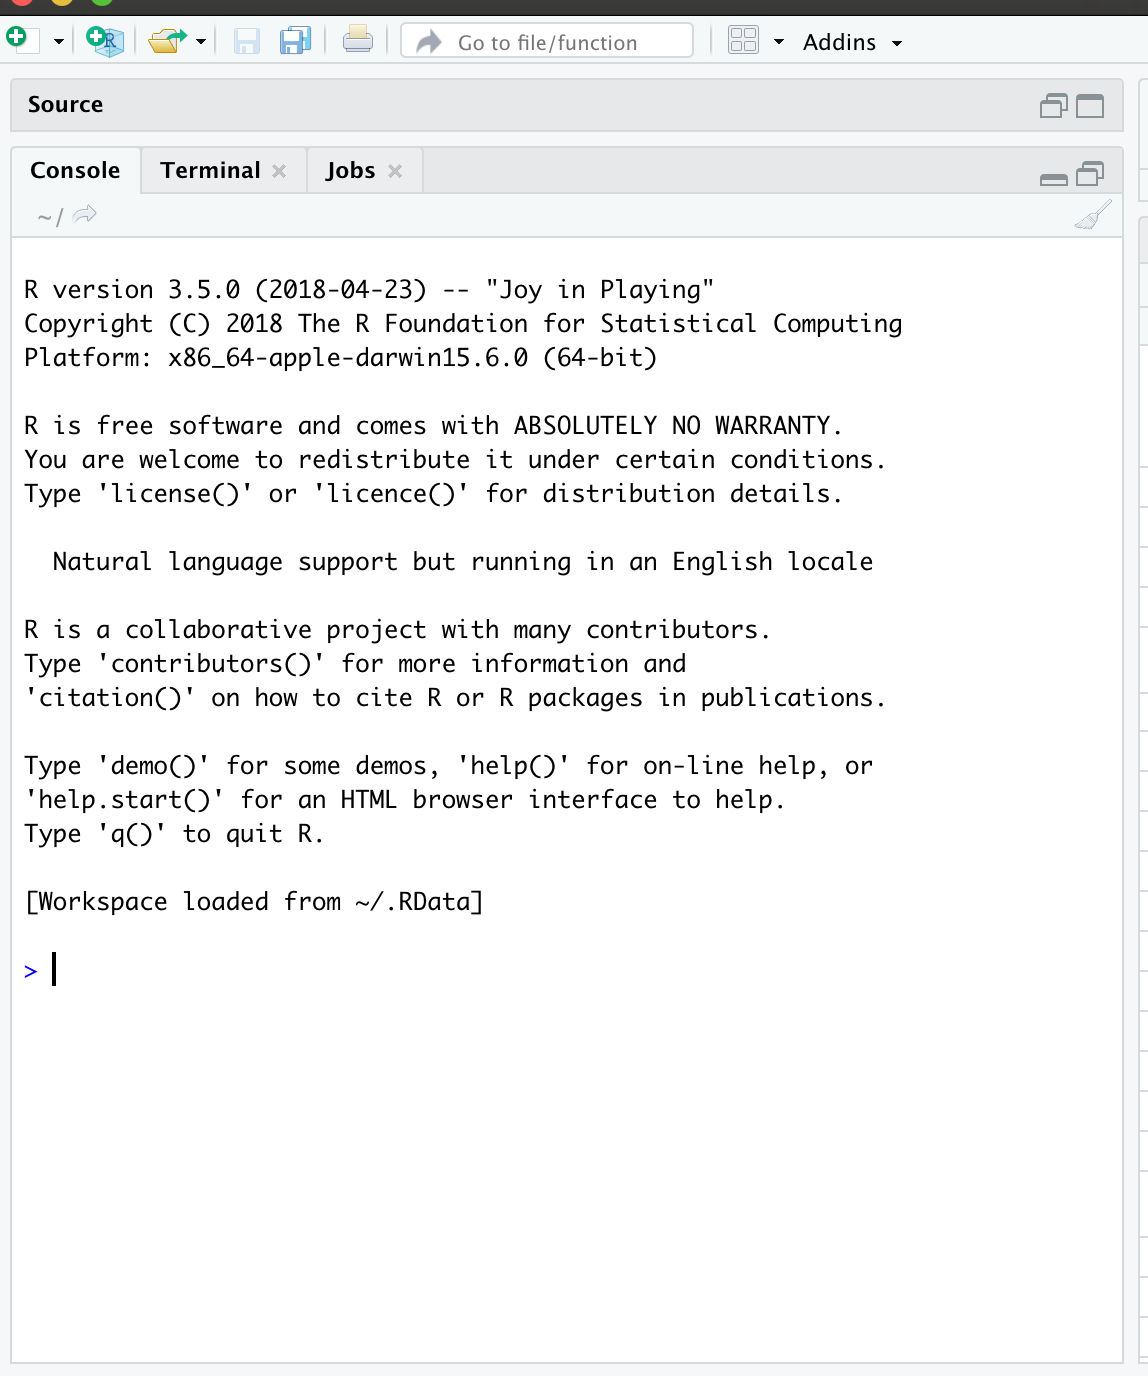 Go to file/function
Addins
Source
Console
Terminal
Jobs
~/
R version 3.5.0 (2018-04-23) -- "Joy in Playing"
Copyright (C) 2018 The R Foundation for Statistical Computing
Platform: x86_64-apple-darwin15.6.0 (64-bit)
R is free software and comes with ABSOLUTELY NO WARRANTY.
You are welcome to redistribute it under certain conditions.
Type 'license()' or 'licence()' for distribution details.
Natural language support but running in an English locale
R is a collaborative project with many contributors.
Type 'contributors()' for more information and
'citation()' on how to cite R or R packages in publications.
Type 'demo()' for some demos, 'help()' for on-line help, or
'help.start()' for an HTML browser interface to help.
Type 'q()' to quit R.
[Workspace loaded from ~/.RData]
>